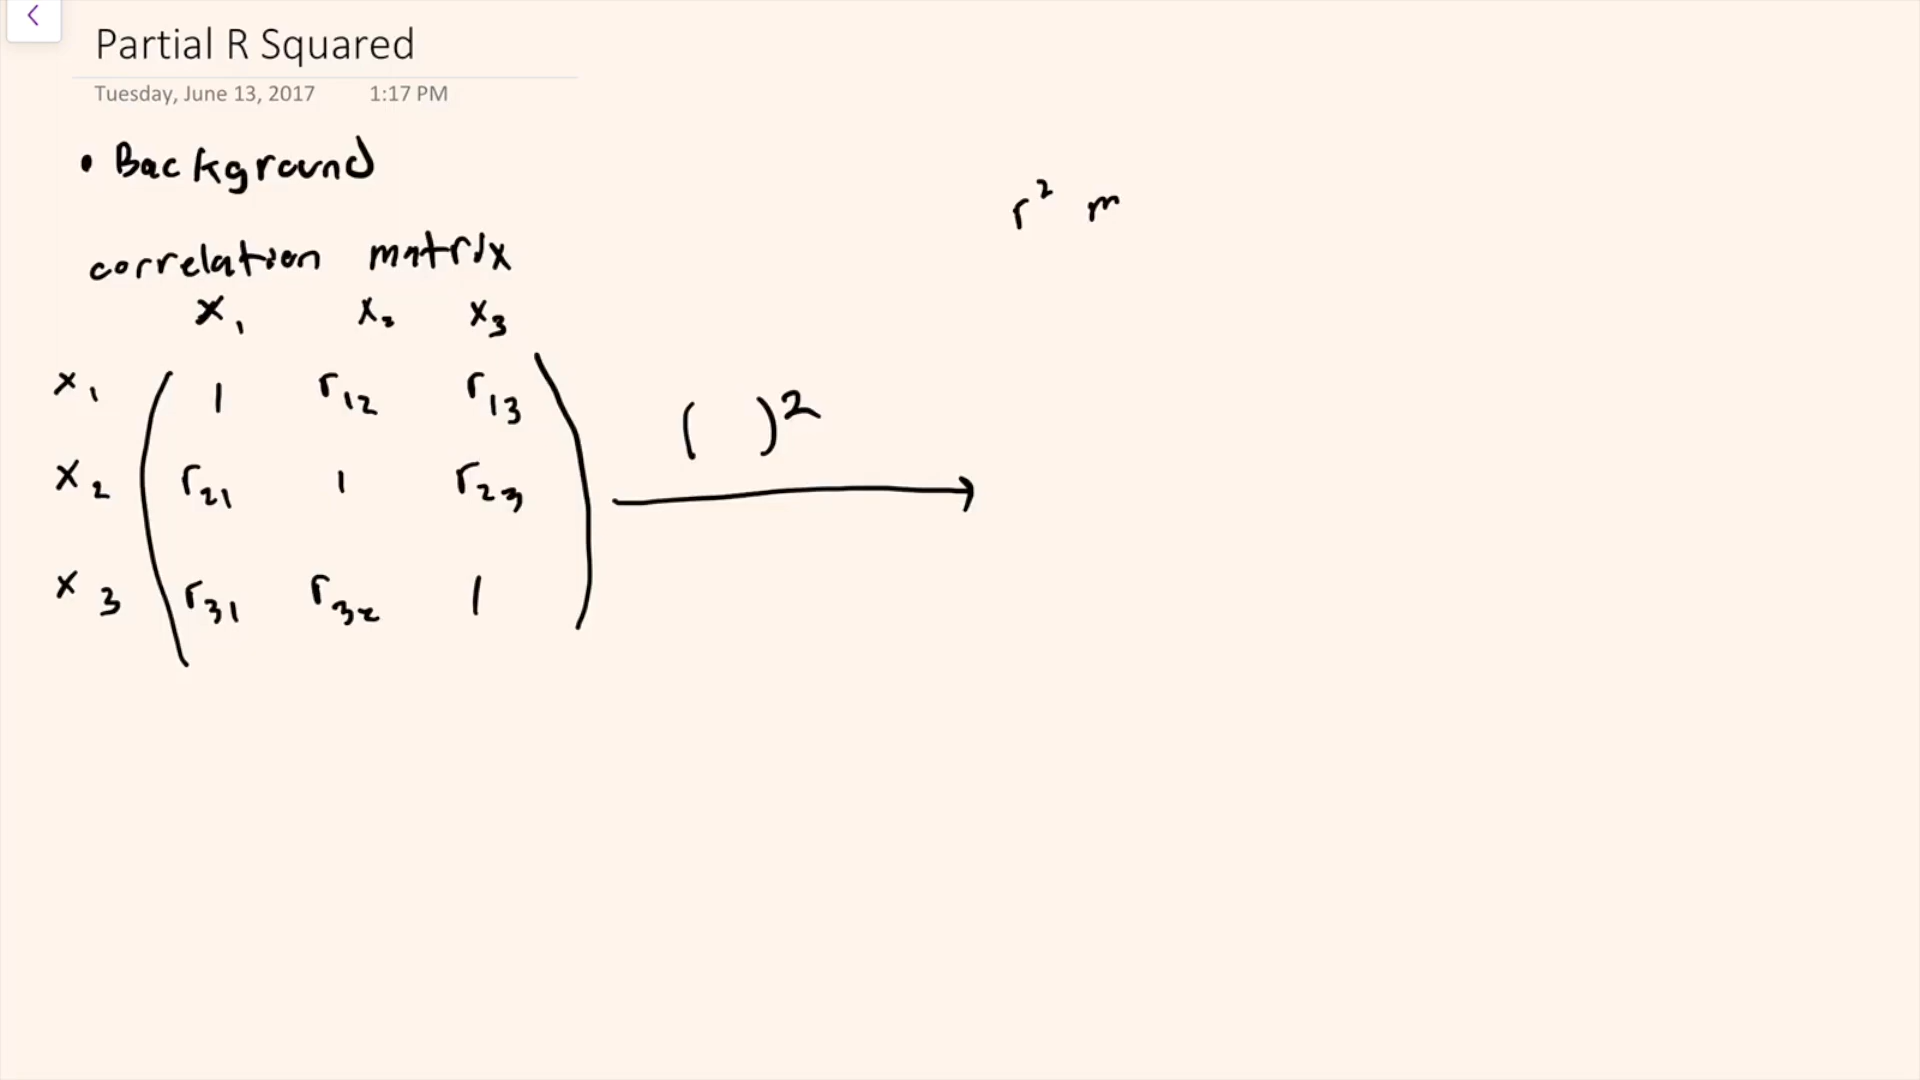 Partial R Squared
Tuesday, June 13, 2017 1:17 PM
• Background
r² m
correlation matrix
x₁ x₂ x₃
x₁ 1 r₁₂ r₁₃
( )²
x₂ r₂₁ 1 r₂₃
x₃ r₃₁ r₃₂ 1